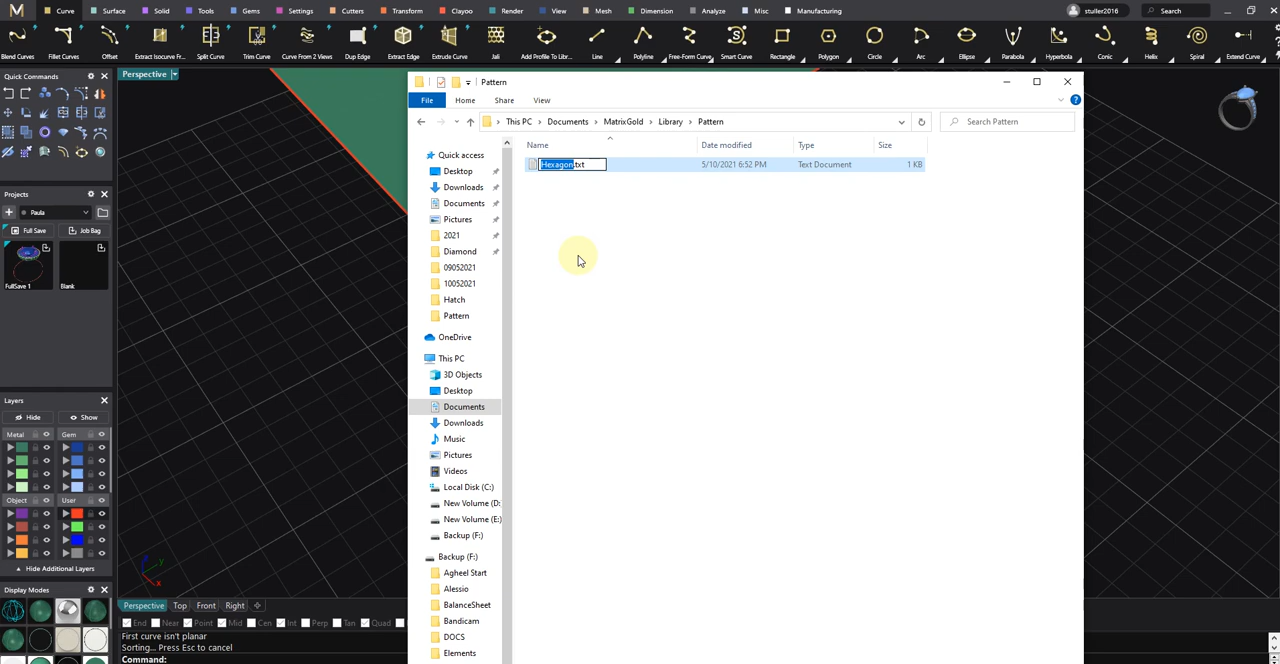 Curve Surface Solid Tools Gems Settings Cutters Transform Clayoo Render View Mesh Dimension Analyze Misc Manufacturing stuller2016 Search
Blend Curves Fillet Curves Offset Extract Isocurve From Split Curve Trim Curve Curve From 2 Views Dup Edge Extract Edge Extrude Curve Jali Add Profile To Libr... Line Polyline Free-Form Curve Smart Curve Rectangle Polygon Circle Arc Ellipse Parabola Hyperbola Conic Helix Spiral Extend Curve
Quick Commands
Perspective
Pattern
File Home Share View
This PC Documents MatrixGold Library Pattern
Search Pattern
Name Date modified Type Size
Hexagon.txt 5/10/2021 6:52 PM Text Document 1 KB
Quick access
Desktop
Downloads
Documents
Pictures
2021
Diamond
09052021
10052021
Hatch
Pattern
OneDrive
This PC
3D Objects
Desktop
Documents
Downloads
Music
Pictures
Videos
Local Disk (C:)
New Volume (D:
New Volume (E:)
Backup (F:)
Backup (F:)
Agheel Start
Alessio
BalanceSheet
Bandicam
DOCS
Elements
Projects
Paula
Full Save Job Bag
FullSave 1 Blank
Layers
Hide Show
Metal Gem
Object User
Hide Additional Layers
Display Modes
z
y
x
Perspective Top Front Right
End Near Point Mid Cen Int Perp Tan Quad
First curve isn't planar
Sorting... Press Esc to cancel
Command: